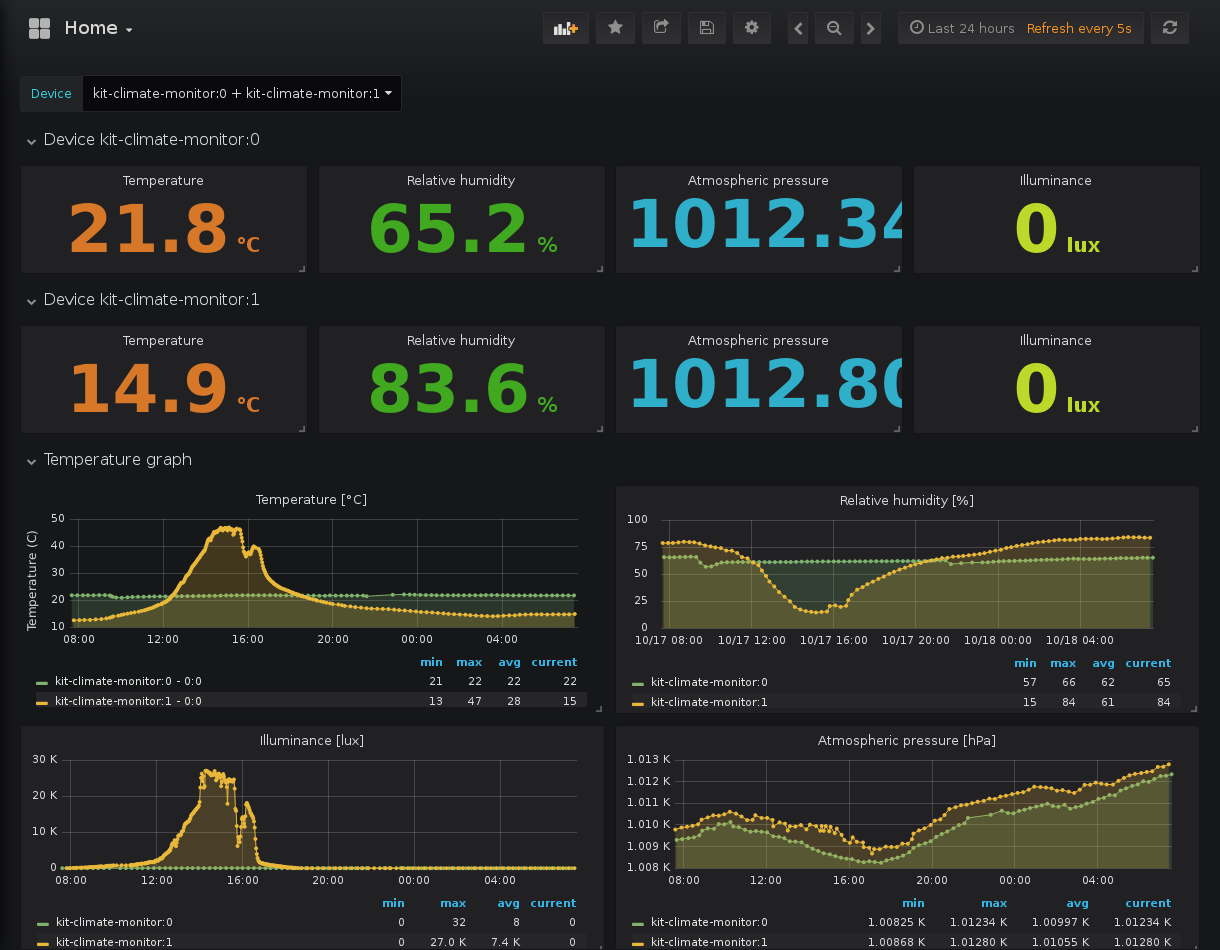 Home
Last 24 hours Refresh every 5s
Device kit-climate-monitor:0 + kit-climate-monitor:1
Device kit-climate-monitor:0
Temperature Relative humidity Atmospheric pressure Illuminance
21.8 °C 65.2 % 1012.34 0 lux
Device kit-climate-monitor:1
Temperature Relative humidity Atmospheric pressure Illuminance
14.9 °C 83.6 % 1012.80 0 lux
Temperature graph
Temperature [°C]
Temperature (C)
50
40
30
20
10
08:00 12:00 16:00 20:00 00:00 04:00
min max avg current
kit-climate-monitor:0 - 0:0 21 22 22 22
kit-climate-monitor:1 - 0:0 13 47 28 15
Relative humidity [%]
100
75
50
25
0
10/17 08:00 10/17 12:00 10/17 16:00 10/17 20:00 10/18 00:00 10/18 04:00
min max avg current
kit-climate-monitor:0 57 66 62 65
kit-climate-monitor:1 15 84 61 84
Illuminance [lux]
30 K
20 K
10 K
0
08:00 12:00 16:00 20:00 00:00 04:00
min max avg current
kit-climate-monitor:0 0 32 8 0
kit-climate-monitor:1 0 27.0 K 7.4 K 0
Atmospheric pressure [hPa]
1.013 K
1.012 K
1.011 K
1.010 K
1.009 K
1.008 K
08:00 12:00 16:00 20:00 00:00 04:00
min max avg current
kit-climate-monitor:0 1.00825 K 1.01234 K 1.00997 K 1.01234 K
kit-climate-monitor:1 1.00868 K 1.01280 K 1.01055 K 1.01280 K